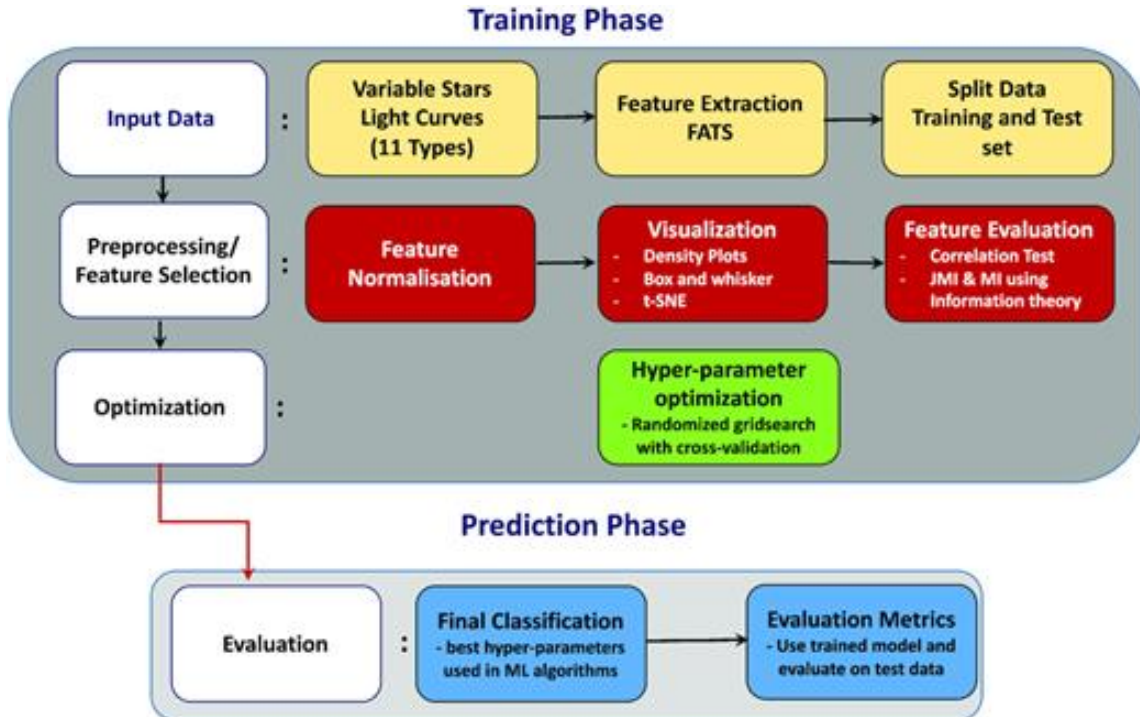 Training Phase
Input Data
:
Variable Stars
Light Curves
(11 Types)
Feature Extraction
FATS
Split Data
Training and Test
set
Preprocessing/
Feature Selection
:
Feature
Normalisation
Visualization
- Density Plots
- Box and whisker
- t-SNE
Feature Evaluation
- Correlation Test
- JMI & MI using
Information theory
Optimization
:
Hyper-parameter
optimization
- Randomized gridsearch
with cross-validation
Prediction Phase
Evaluation
:
Final Classification
- best hyper-parameters
used in ML algorithms
Evaluation Metrics
- Use trained model and
evaluate on test data